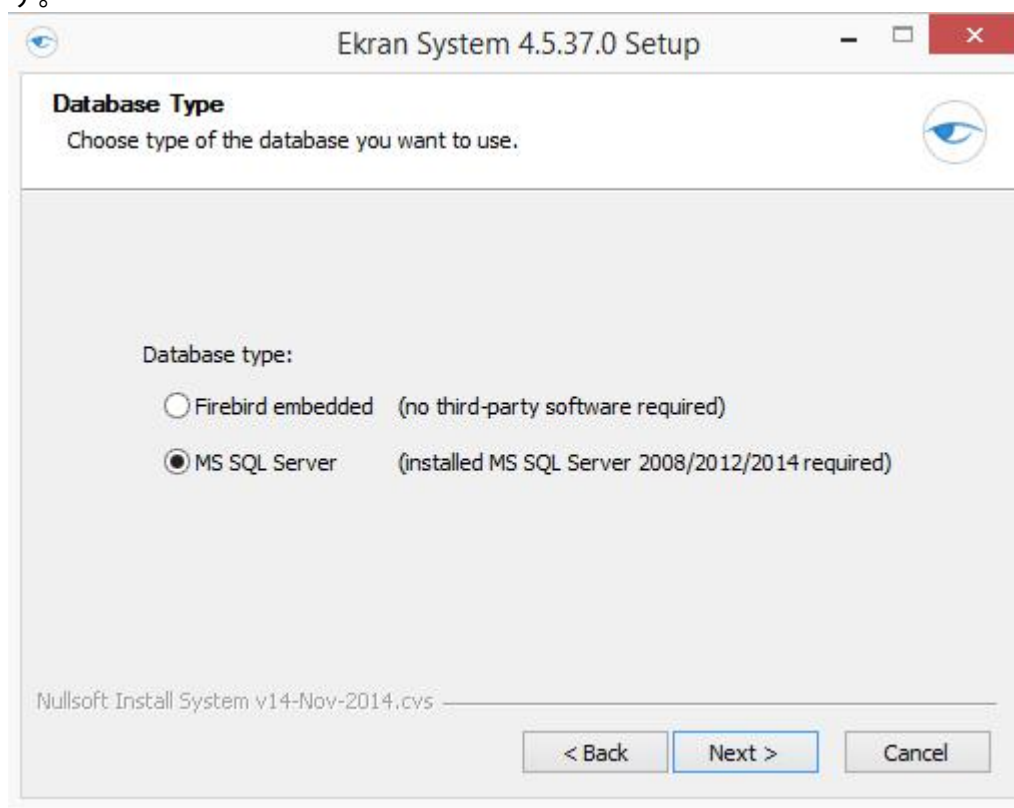 す。
Ekran System 4.5.37.0 Setup
Database Type
Choose type of the database you want to use.
Database type:
Firebird embedded (no third-party software required)
MS SQL Server (installed MS SQL Server 2008/2012/2014 required)
Nullsoft Install System v14-Nov-2014.cvs
< Back Next > Cancel